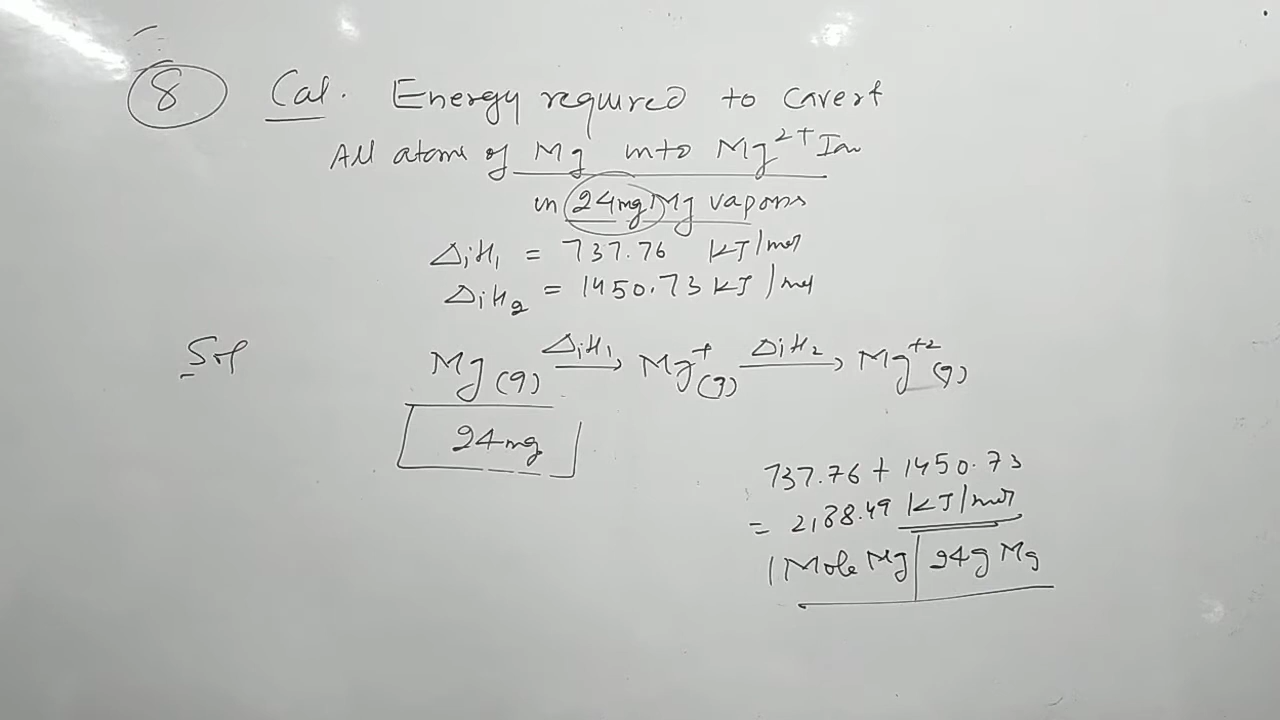 8 Cal. Energy required to Cavert
All atoms of Mg into Mg²⁺ Ion
in 24mg Mg vapors
ΔiH₁ = 737.76 KJ/mol
ΔiH₂ = 1450.73 KJ/mol
Sol Mg(g) ΔiH₁→ Mg⁺(g) ΔiH₂→ Mg⁺²(g)
24mg
737.76 + 1450.73
= 2188.49 KJ/mol
1 Mole Mg | 24g Mg